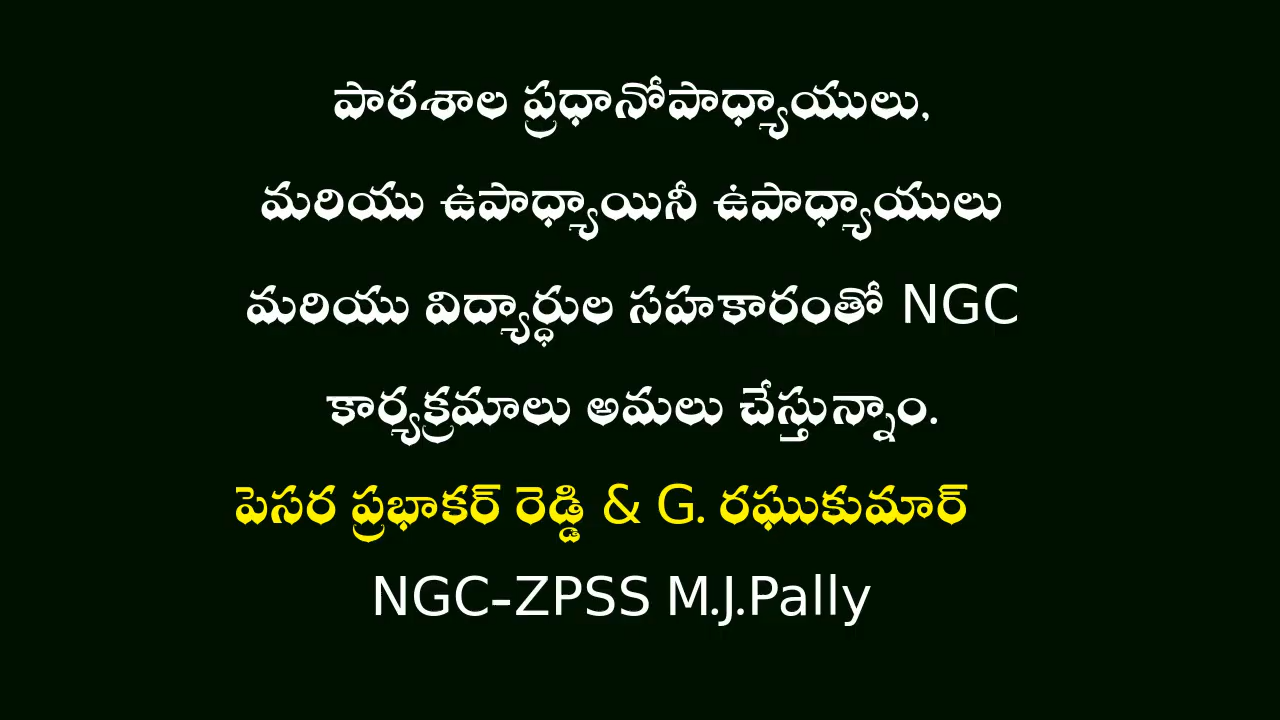 పాఠశాల ప్రధానోపాధ్యాయులు,
మరియు ఉపాధ్యాయినీ ఉపాధ్యాయులు
మరియు విద్యార్ధుల సహకారంతో NGC
కార్యక్రమాలు అమలు చేస్తున్నాం.
పెసర ప్రభాకర్ రెడ్డి & G. రఘుకుమార్
NGC-ZPSS M.J.Pally